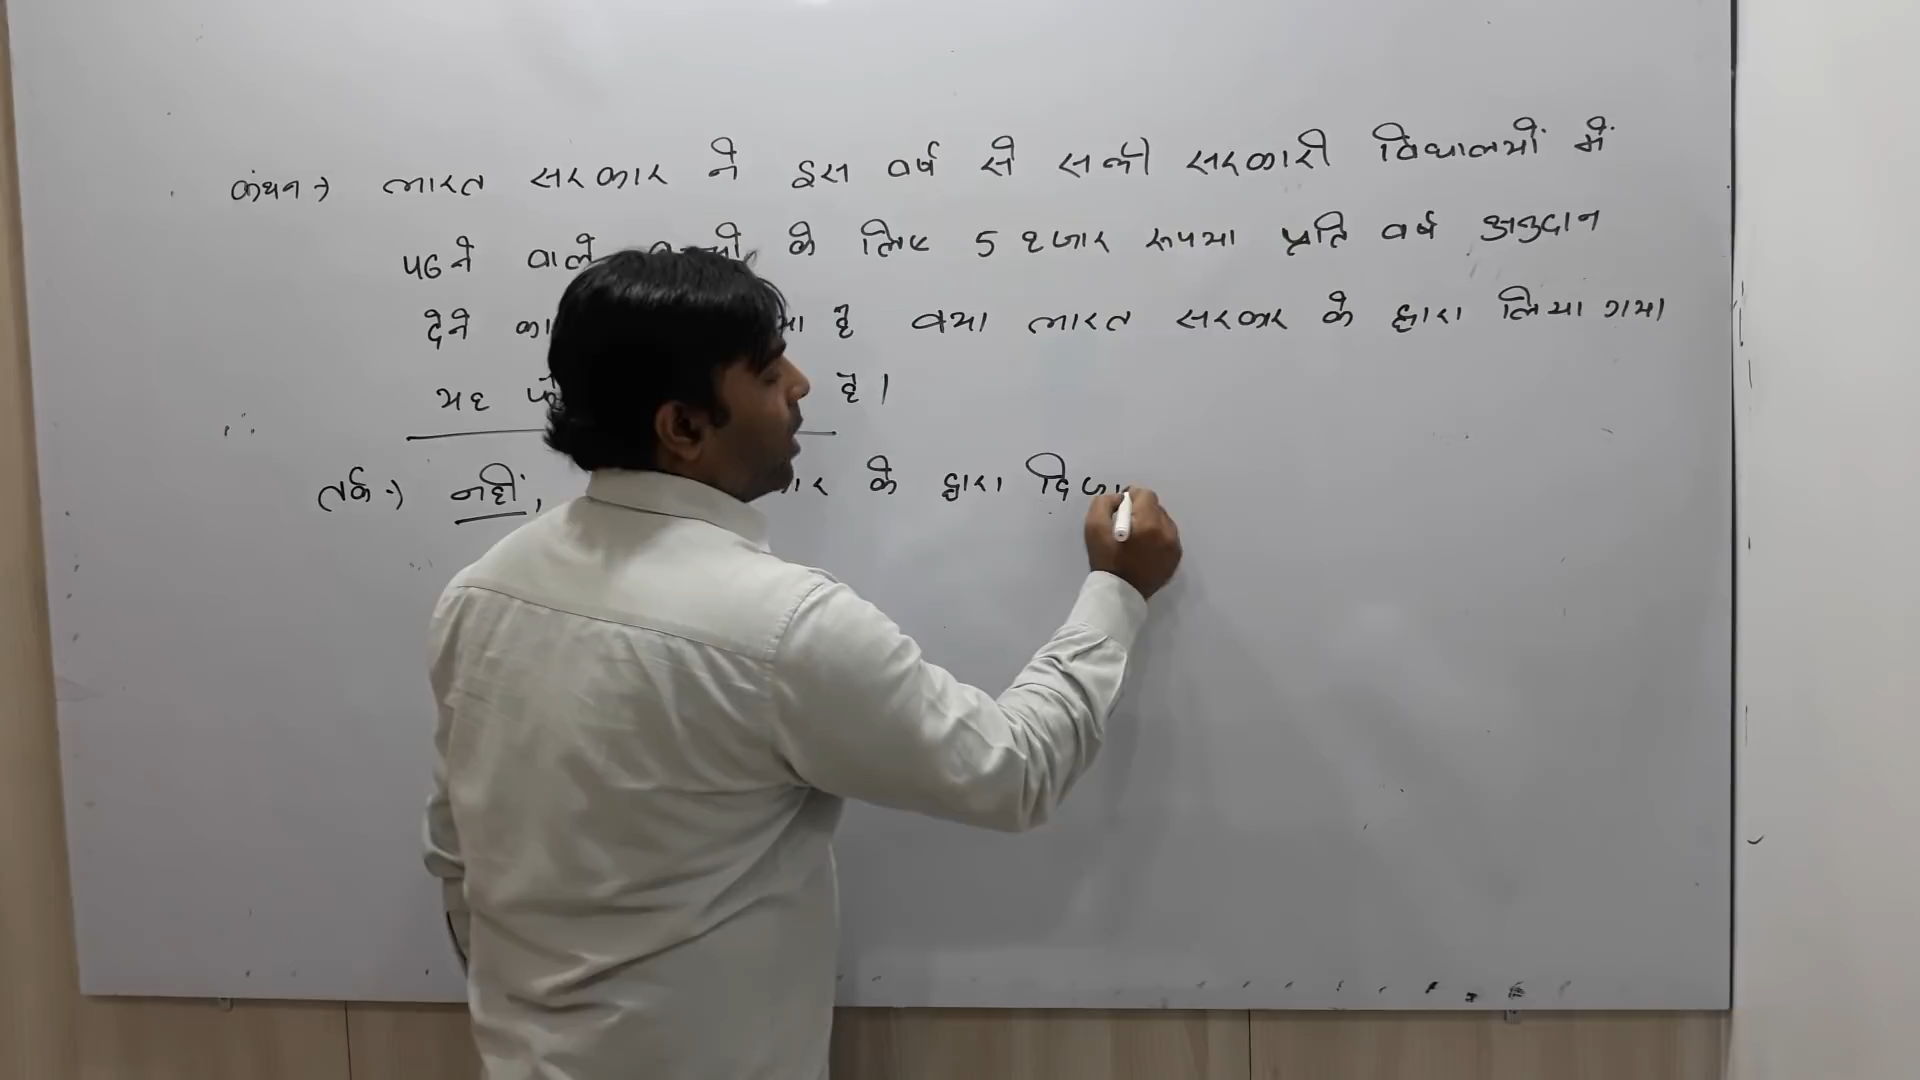 कथन→ भारत सरकार ने इस वर्ष से सभी सरकारी विद्यालयों में
पढने वाले के लिए 5 हजार रूपया प्रति वर्ष अनुदान
देने का है क्या भारत सरकार के द्वारा लिया गया
यह है।
तर्क→ नहीं, के द्वारा